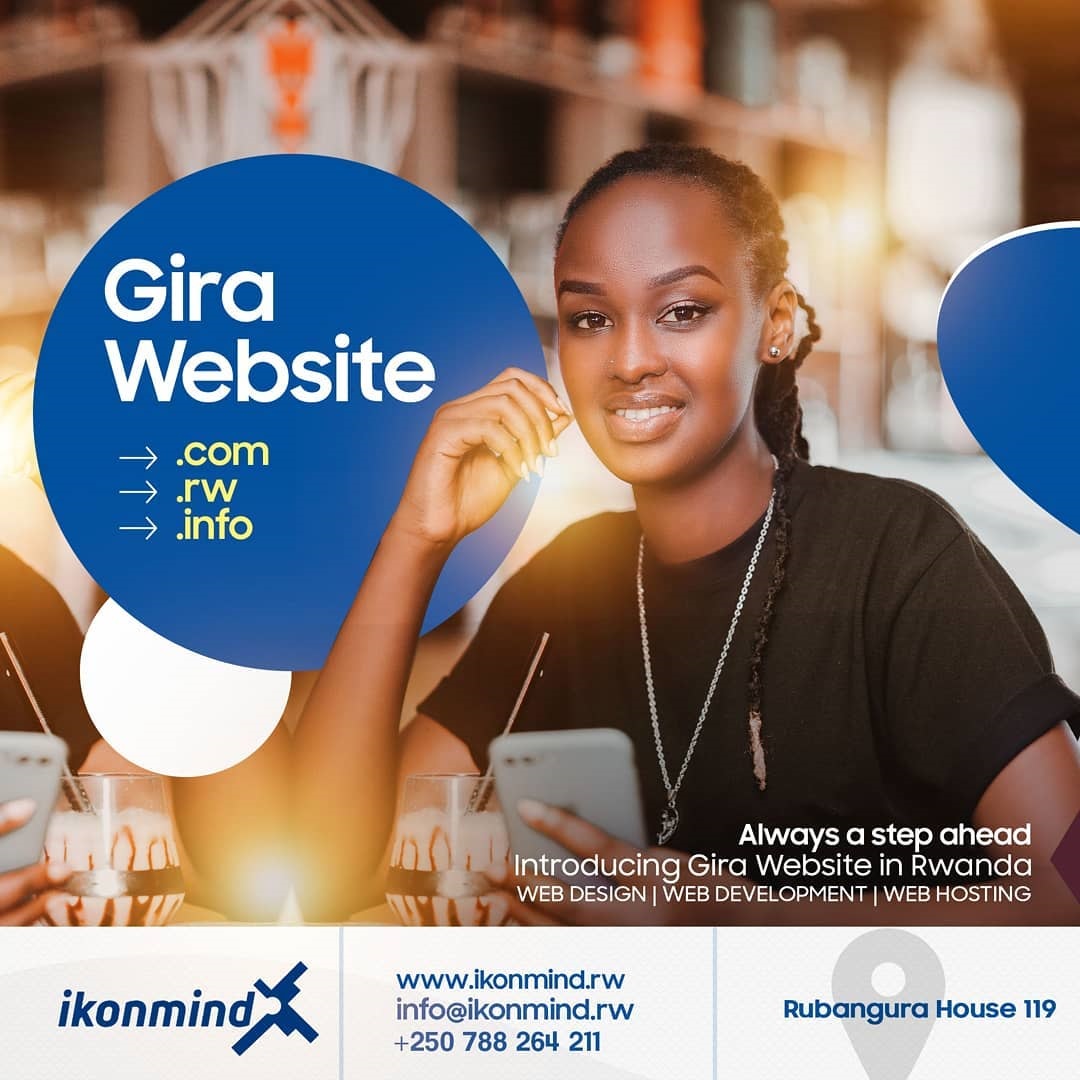 Gira
Website
→ .com
→ .rw
→ .info
Always a step ahead
Introducing Gira Website in Rwanda
WEB DESIGN | WEB DEVELOPMENT | WEB HOSTING
ikonmind
www.ikonmind.rw
info@ikonmind.rw
+250 788 264 211
Rubangura House 119